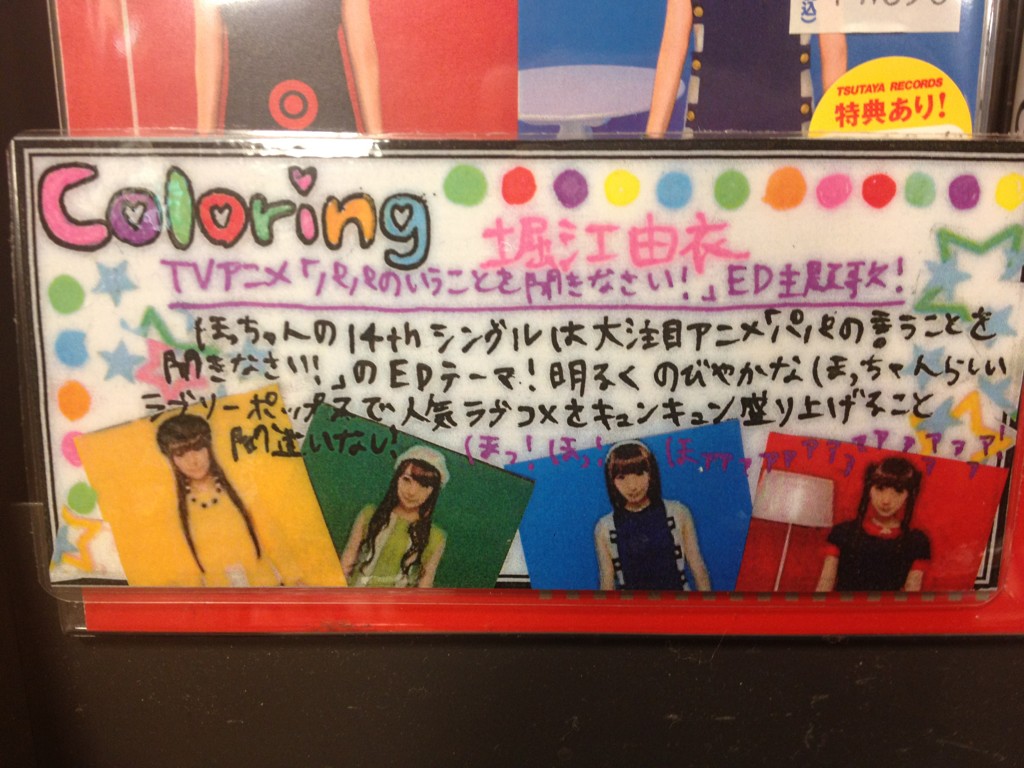 TSUTAYA RECORDS
特典あり!
Coloring
堀江由衣
TVアニメ「パパのいうことを聞きなさい!」ED主題歌!
ほっちゃんの14thシングルは大注目アニメ「パパの言うことを
聞きなさい!」のEDテーマ!明るくのびやかなほっちゃんらしい
ラブリーポップスで人気ラブコメをキュンキュン盛り上げること
間違いない!
ほっ!ほっ! ほァァァァァァァァァァァ!